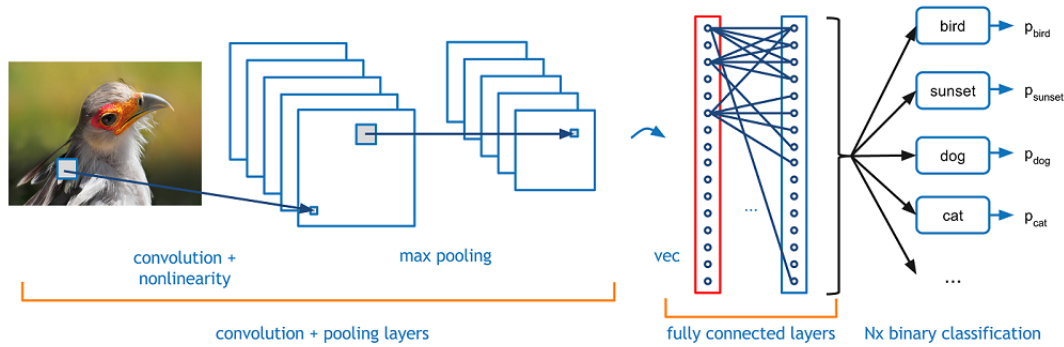 bird
p_bird
sunset
p_sunset
dog
p_dog
cat
p_cat
...
...
convolution +
nonlinearity
max pooling
vec
convolution + pooling layers
fully connected layers
Nx binary classification